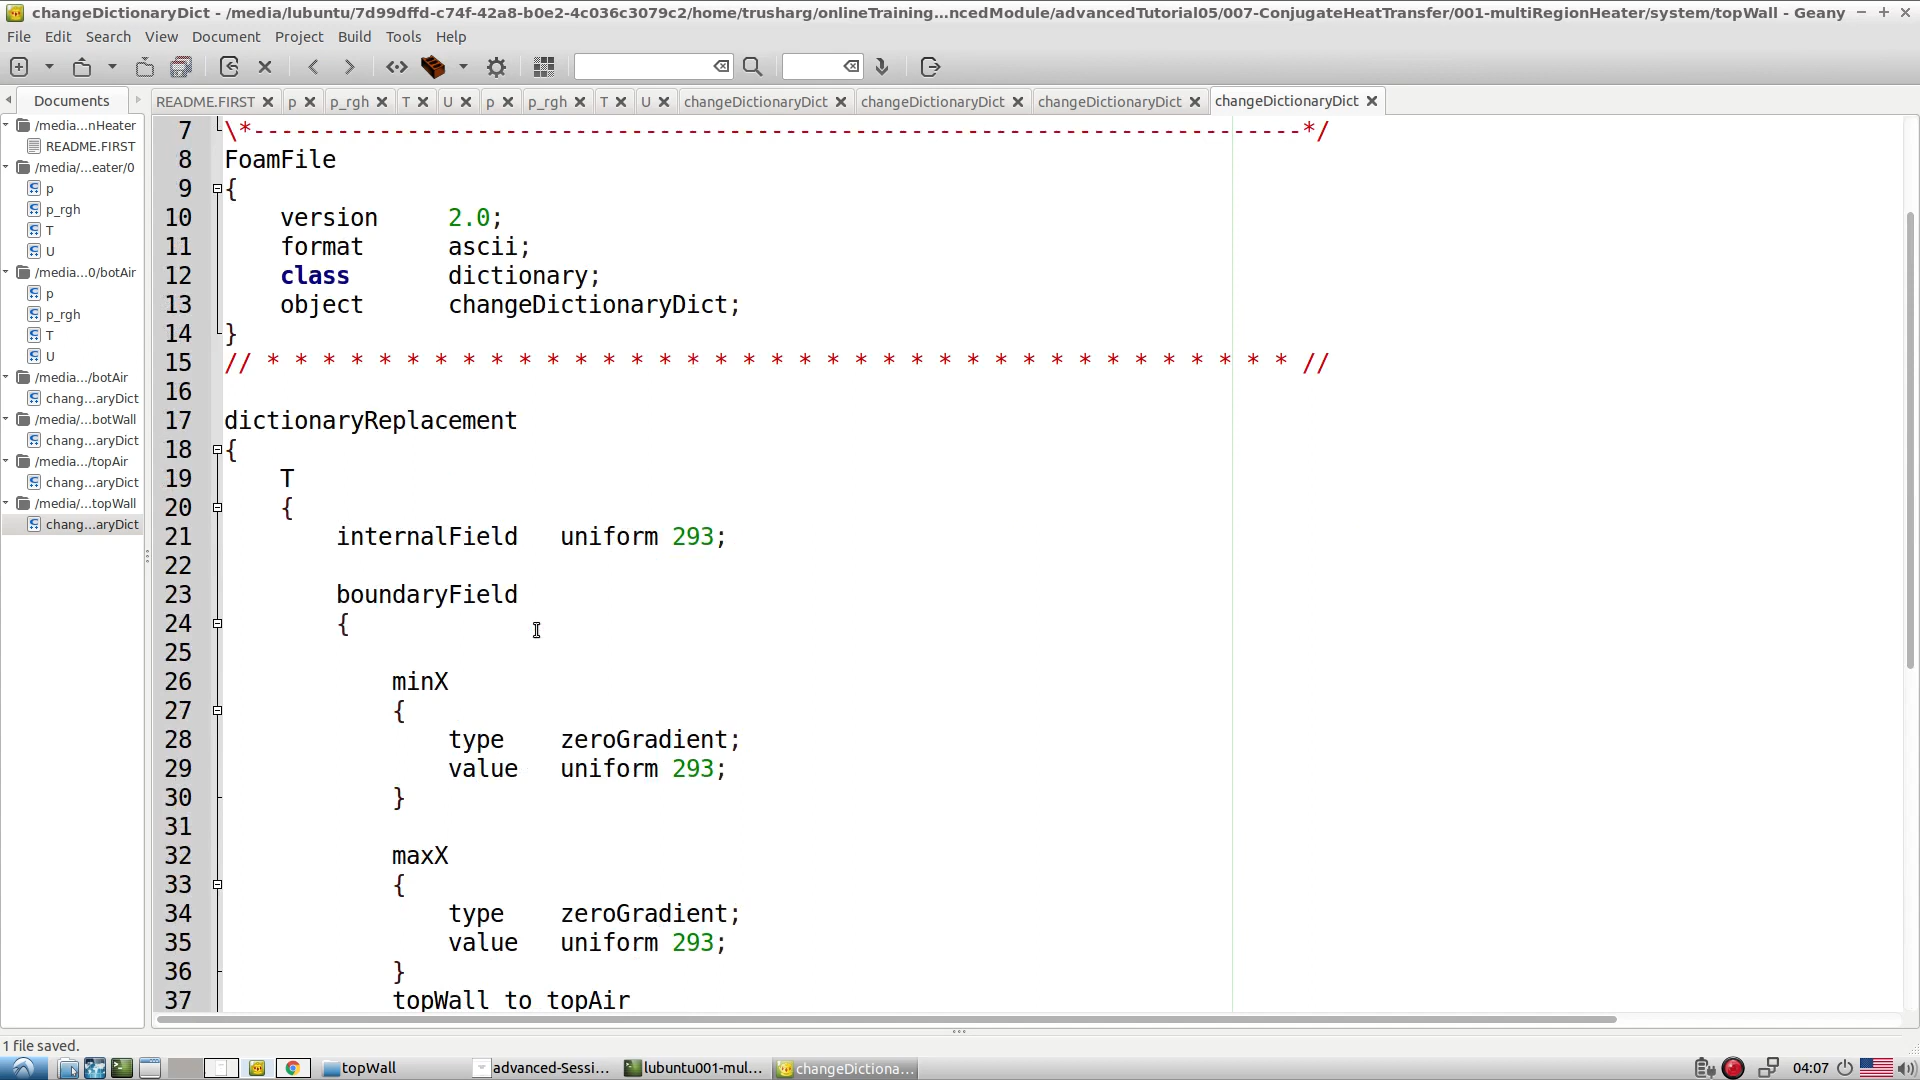 changeDictionaryDict - /media/lubuntu/7d99dffd-c74f-42a8-b0e2-4c036c3079c2/home/trusharg/onlineTraining...ncedModule/advancedTutorial05/007-ConjugateHeatTransfer/001-multiRegionHeater/system/topWall - Geany
File Edit Search View Document Project Build Tools Help
Documents
README.FIRST p p_rgh T U p p_rgh T U changeDictionaryDict changeDictionaryDict changeDictionaryDict changeDictionaryDict
/media...nHeater
README.FIRST
/media/...eater/0
p
p_rgh
T
U
/media...0/botAir
p
p_rgh
T
U
/media.../botAir
chang...aryDict
/media/...botWall
chang...aryDict
/media.../topAir
chang...aryDict
/media/...topWall
chang...aryDict
7 \*---------------------------------------------------------------------------*/
8 FoamFile
9 {
10 version 2.0;
11 format ascii;
12 class dictionary;
13 object changeDictionaryDict;
14 }
15 // * * * * * * * * * * * * * * * * * * * * * * * * * * * * * * * * * * * * * //
16
17 dictionaryReplacement
18 {
19 T
20 {
21 internalField uniform 293;
22
23 boundaryField
24 {
25
26 minX
27 {
28 type zeroGradient;
29 value uniform 293;
30 }
31
32 maxX
33 {
34 type zeroGradient;
35 value uniform 293;
36 }
37 topWall to topAir
1 file saved.
topWall advanced-Sessi... lubuntu001-mul... changeDictiona... 04:07